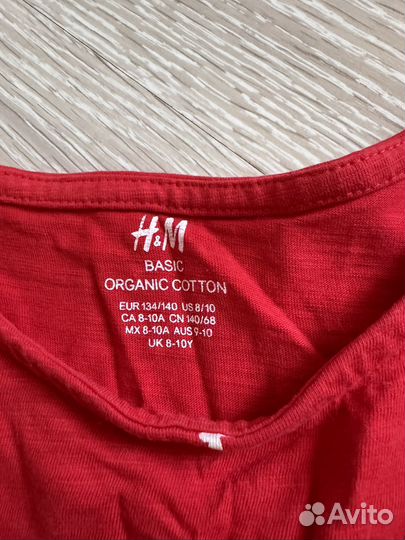 H&M
BASIC
ORGANIC COTTON
EUR 134/140 US 8/10
CA 8-10A CN 140/68
MX 8-10A AUS 9-10
UK 8-10Y
Avito